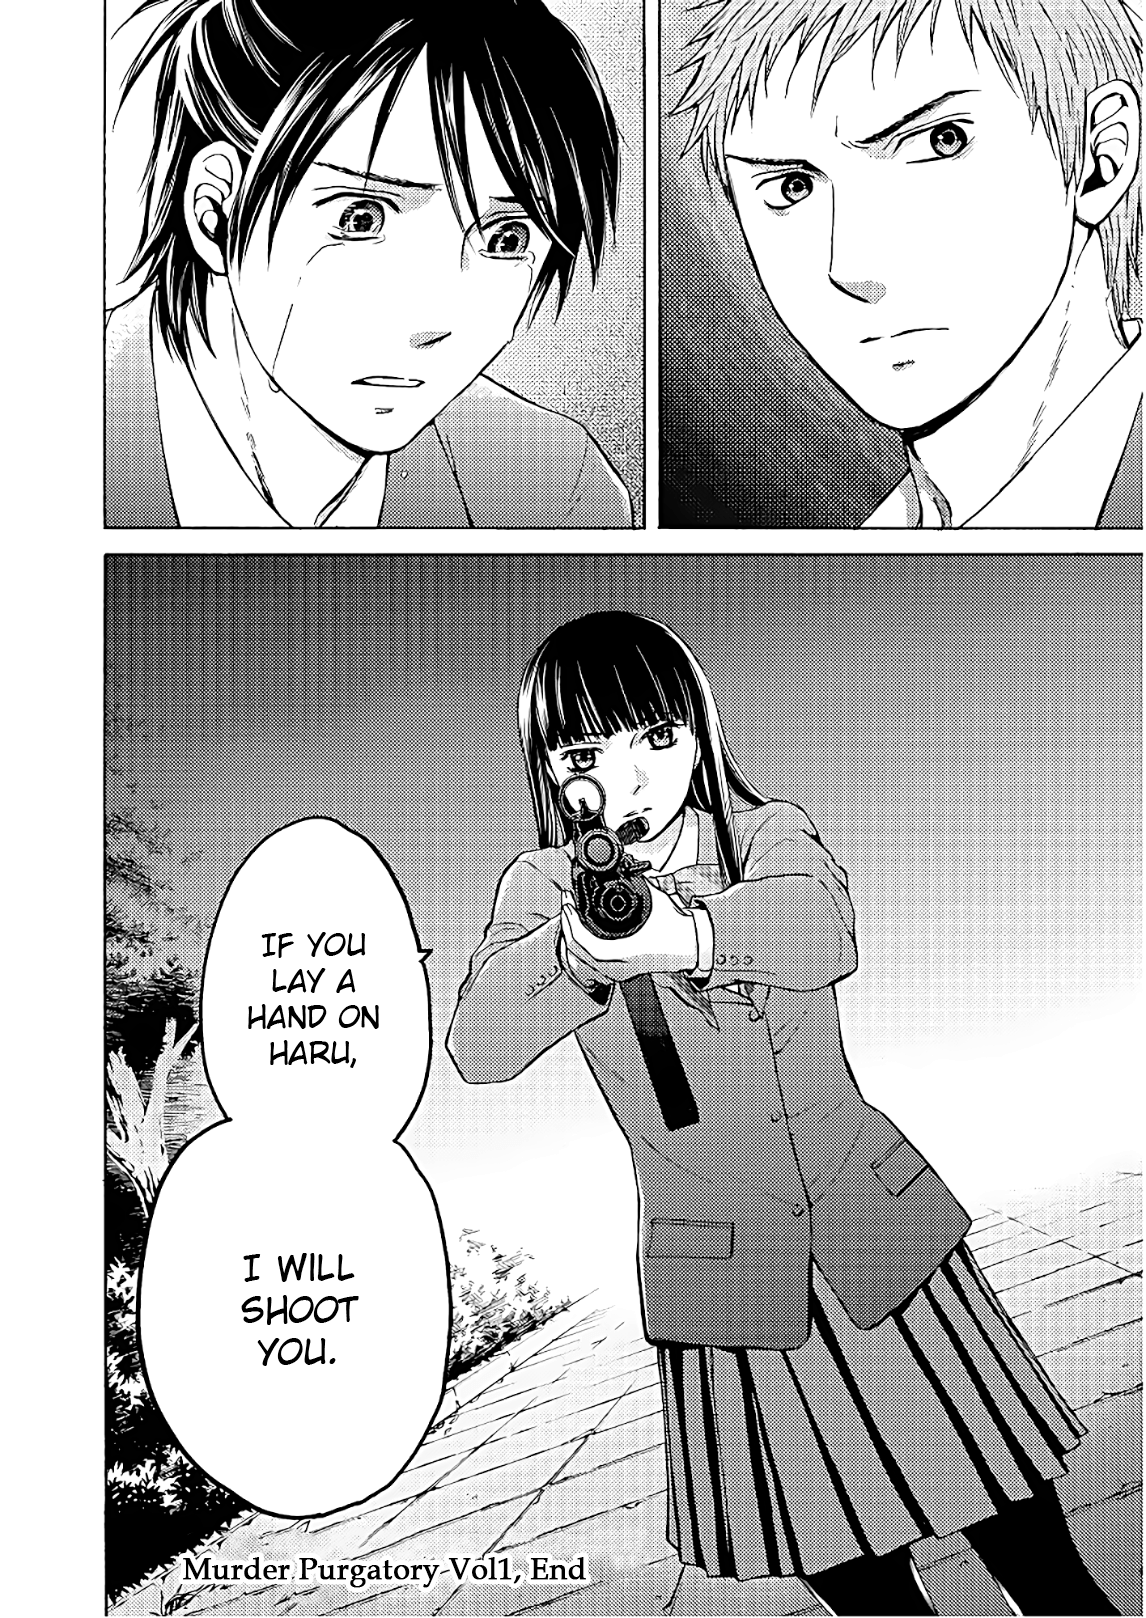 IF YOU
LAY A
HAND ON
HARU,
I WILL
SHOOT
YOU.
Murder Purgatory Vol1, End